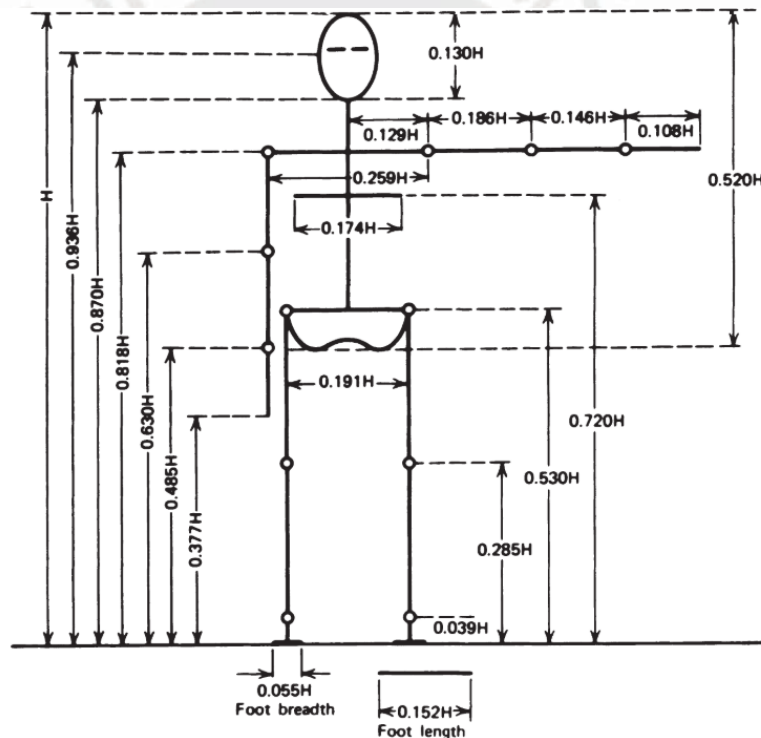 0.130H
0.186H
0.146H
0.129H
0.108H
0.259H
0.520H
H
0.936H
0.174H
0.870H
0.818H
0.191H
0.630H
0.720H
0.485H
0.530H
0.377H
0.285H
0.039H
0.055H
Foot breadth
0.152H
Foot length